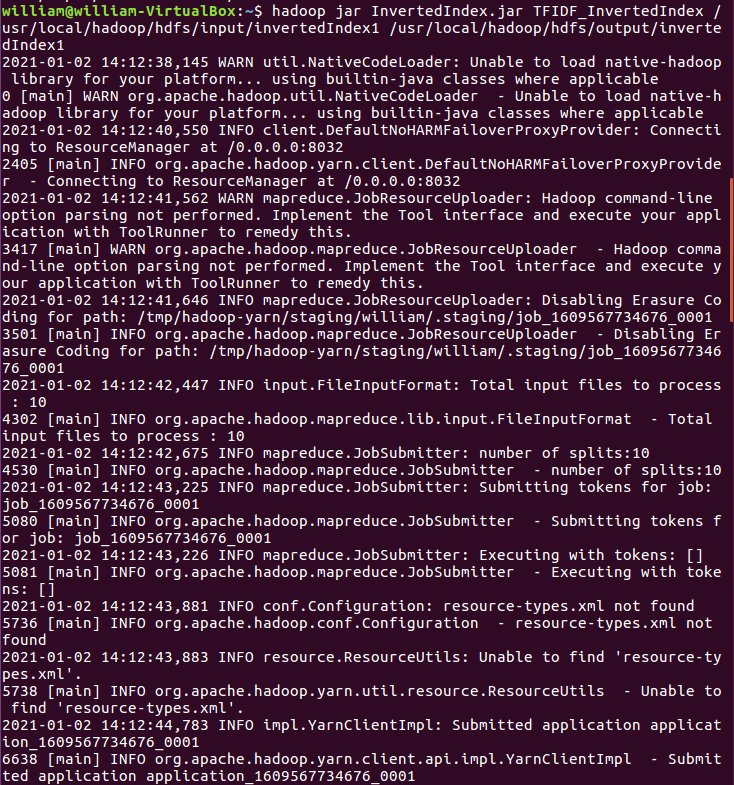 william@william-VirtualBox:~$ hadoop jar InvertedIndex.jar TFIDF_InvertedIndex /
usr/local/hadoop/hdfs/input/invertedIndex1 /usr/local/hadoop/hdfs/output/inverte
dIndex1
2021-01-02 14:12:38,145 WARN util.NativeCodeLoader: Unable to load native-hadoop
 library for your platform... using builtin-java classes where applicable
0 [main] WARN org.apache.hadoop.util.NativeCodeLoader  - Unable to load native-h
adoop library for your platform... using builtin-java classes where applicable
2021-01-02 14:12:40,550 INFO client.DefaultNoHARMFailoverProxyProvider: Connecti
ng to ResourceManager at /0.0.0.0:8032
2405 [main] INFO org.apache.hadoop.yarn.client.DefaultNoHARMFailoverProxyProvide
r  - Connecting to ResourceManager at /0.0.0.0:8032
2021-01-02 14:12:41,562 WARN mapreduce.JobResourceUploader: Hadoop command-line 
option parsing not performed. Implement the Tool interface and execute your appl
ication with ToolRunner to remedy this.
3417 [main] WARN org.apache.hadoop.mapreduce.JobResourceUploader  - Hadoop comma
nd-line option parsing not performed. Implement the Tool interface and execute y
our application with ToolRunner to remedy this.
2021-01-02 14:12:41,646 INFO mapreduce.JobResourceUploader: Disabling Erasure Co
ding for path: /tmp/hadoop-yarn/staging/william/.staging/job_1609567734676_0001
3501 [main] INFO org.apache.hadoop.mapreduce.JobResourceUploader  - Disabling Er
asure Coding for path: /tmp/hadoop-yarn/staging/william/.staging/job_16095677346
76_0001
2021-01-02 14:12:42,447 INFO input.FileInputFormat: Total input files to process
 : 10
4302 [main] INFO org.apache.hadoop.mapreduce.lib.input.FileInputFormat  - Total 
input files to process : 10
2021-01-02 14:12:42,675 INFO mapreduce.JobSubmitter: number of splits:10
4530 [main] INFO org.apache.hadoop.mapreduce.JobSubmitter  - number of splits:10
2021-01-02 14:12:43,225 INFO mapreduce.JobSubmitter: Submitting tokens for job: 
job_1609567734676_0001
5080 [main] INFO org.apache.hadoop.mapreduce.JobSubmitter  - Submitting tokens f
or job: job_1609567734676_0001
2021-01-02 14:12:43,226 INFO mapreduce.JobSubmitter: Executing with tokens: []
5081 [main] INFO org.apache.hadoop.mapreduce.JobSubmitter  - Executing with toke
ns: []
2021-01-02 14:12:43,881 INFO conf.Configuration: resource-types.xml not found
5736 [main] INFO org.apache.hadoop.conf.Configuration  - resource-types.xml not 
found
2021-01-02 14:12:43,883 INFO resource.ResourceUtils: Unable to find 'resource-ty
pes.xml'.
5738 [main] INFO org.apache.hadoop.yarn.util.resource.ResourceUtils  - Unable to
 find 'resource-types.xml'.
2021-01-02 14:12:44,783 INFO impl.YarnClientImpl: Submitted application applicat
ion_1609567734676_0001
6638 [main] INFO org.apache.hadoop.yarn.client.api.impl.YarnClientImpl  - Submit
ted application application_1609567734676_0001